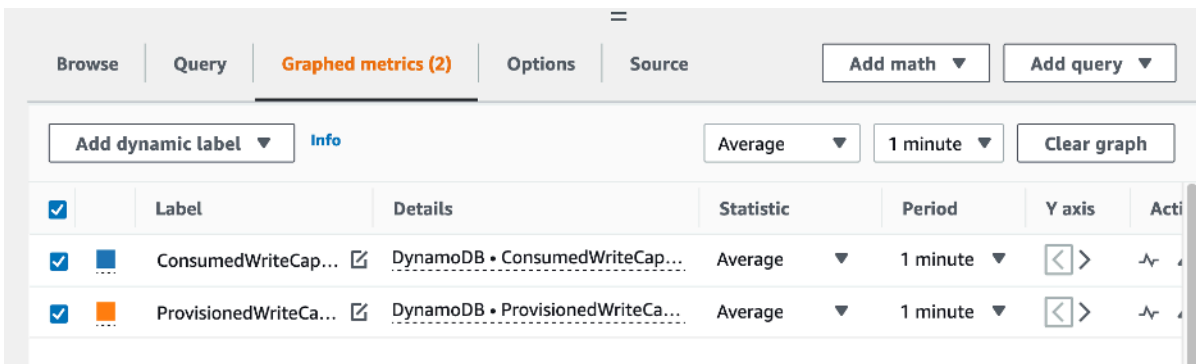 Browse Query Graphed metrics (2) Options Source Add math Add query
Add dynamic label Info Average 1 minute Clear graph
Label Details Statistic Period Y axis Acti
ConsumedWriteCap... DynamoDB • ConsumedWriteCap... Average 1 minute
ProvisionedWriteCa... DynamoDB • ProvisionedWriteCa... Average 1 minute